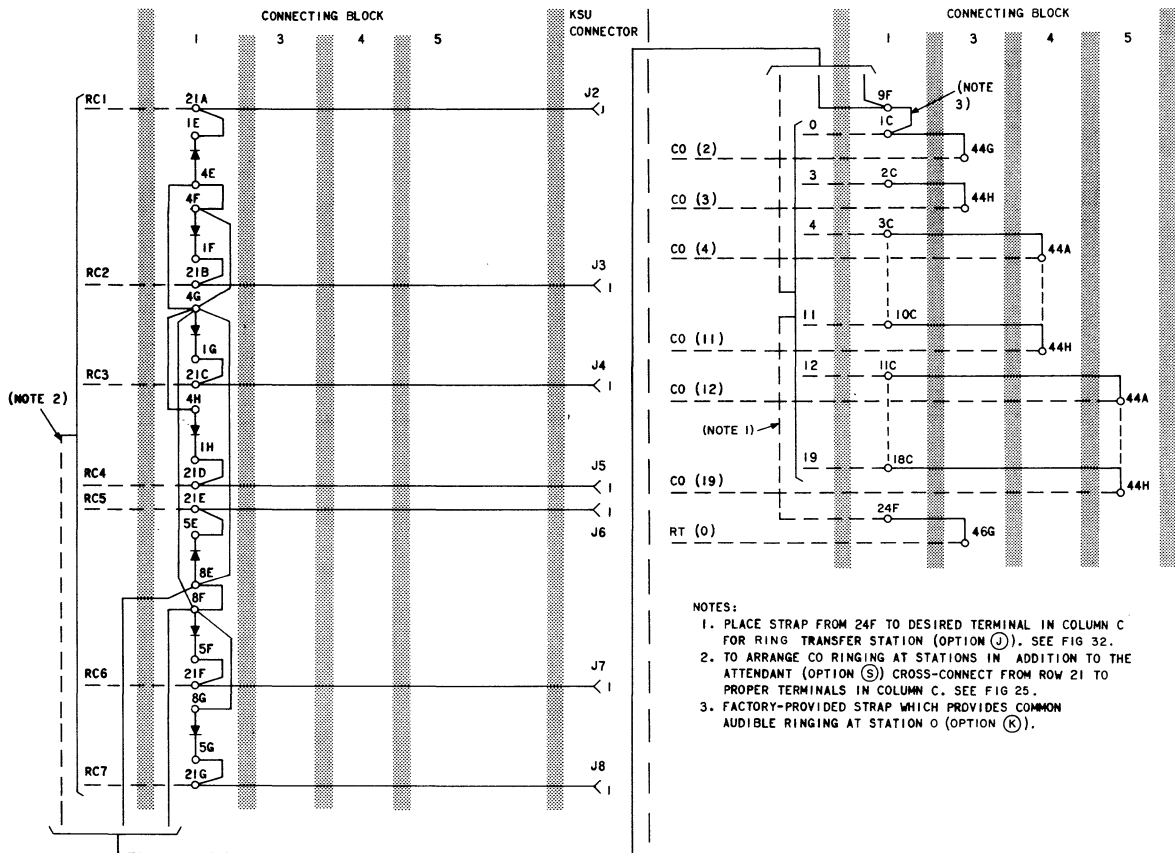 CONNECTING BLOCK
1 3 4 5
KSU
CONNECTOR
RC1
21A
J2
1
1E
4E
4F
1F
RC2
21B
J3
1
4G
1G
RC3
21C
J4
1
(NOTE 2)
4H
1H
RC4
21D
J5
1
RC5
21E
1
J6
5E
8E
8F
5F
RC6
21F
J7
1
8G
5G
RC7
21G
J8
1
CONNECTING BLOCK
1 3 4 5
9F
(NOTE
3)
0
1C
CO (2)
44G
3
2C
CO (3)
44H
4
3C
CO (4)
44A
11
10C
CO (11)
44H
12
11C
CO (12)
44A
(NOTE 1)
19
18C
CO (19)
44H
24F
RT (0)
46G
NOTES:
1. PLACE STRAP FROM 24F TO DESIRED TERMINAL IN COLUMN C
FOR RING TRANSFER STATION (OPTION Ⓙ). SEE FIG 32.
2. TO ARRANGE CO RINGING AT STATIONS IN ADDITION TO THE
ATTENDANT (OPTION Ⓢ) CROSS-CONNECT FROM ROW 21 TO
PROPER TERMINALS IN COLUMN C. SEE FIG 25.
3. FACTORY-PROVIDED STRAP WHICH PROVIDES COMMON
AUDIBLE RINGING AT STATION 0 (OPTION Ⓚ).